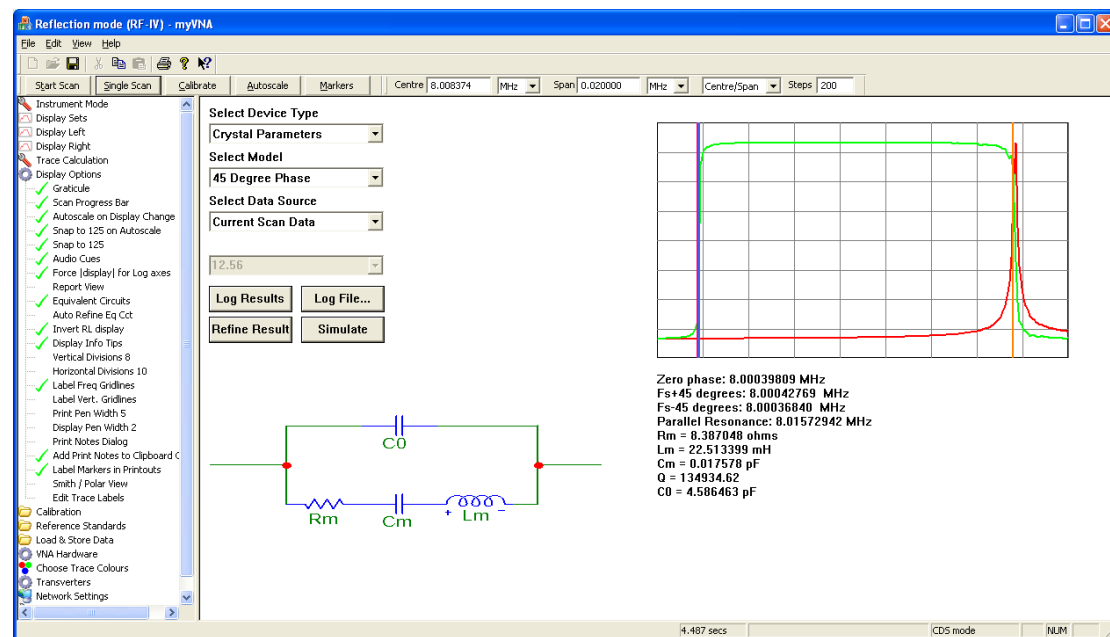 Reflection mode (RF-IV) - myVNA
File Edit View Help
Start Scan Single Scan Calibrate Autoscale Markers Centre 8.008374 MHz Span 0.020000 MHz Centre/Span Steps 200
Instrument Mode
Display Sets
Display Left
Display Right
Trace Calculation
Display Options
Graticule
Scan Progress Bar
Autoscale on Display Change
Snap to 125 on Autoscale
Snap to 125
Audio Cues
Force |display| for Log axes
Report View
Equivalent Circuits
Auto Refine Eq Cct
Invert RL display
Display Info Tips
Vertical Divisions 8
Horizontal Divisions 10
Label Freq Gridlines
Label Vert. Gridlines
Print Pen Width 5
Display Pen Width 2
Print Notes Dialog
Add Print Notes to Clipboard C
Label Markers in Printouts
Smith / Polar View
Edit Trace Labels
Calibration
Reference Standards
Load & Store Data
VNA Hardware
Choose Trace Colours
Transverters
Network Settings
Select Device Type
Crystal Parameters
Select Model
45 Degree Phase
Select Data Source
Current Scan Data
12.56
Log Results Log File...
Refine Result Simulate
C0
Rm Cm + Lm -
Zero phase: 8.00039809 MHz
Fs+45 degrees: 8.00042769 MHz
Fs-45 degrees: 8.00036840 MHz
Parallel Resonance: 8.01572942 MHz
Rm = 8.387048 ohms
Lm = 22.513399 mH
Cm = 0.017578 pF
Q = 134934.62
C0 = 4.586463 pF
4.487 secs CDS mode NUM